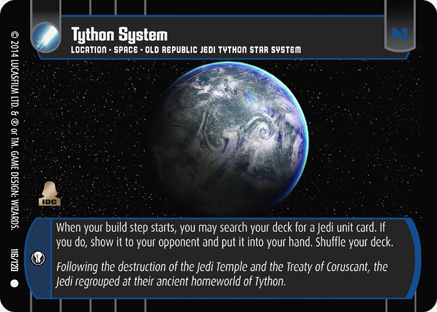 Tython System
LOCATION • SPACE • OLD REPUBLIC JEDI TYTHON STAR SYSTEM
When your build step starts, you may search your deck for a Jedi unit card. If
you do, show it to your opponent and put it into your hand. Shuffle your deck.
Following the destruction of the Jedi Temple and the Treaty of Coruscant, the
Jedi regrouped at their ancient homeworld of Tython.
IDC
© 2014 LUCASFILM LTD. & ® or TM. GAME DESIGN: WIZARDS.